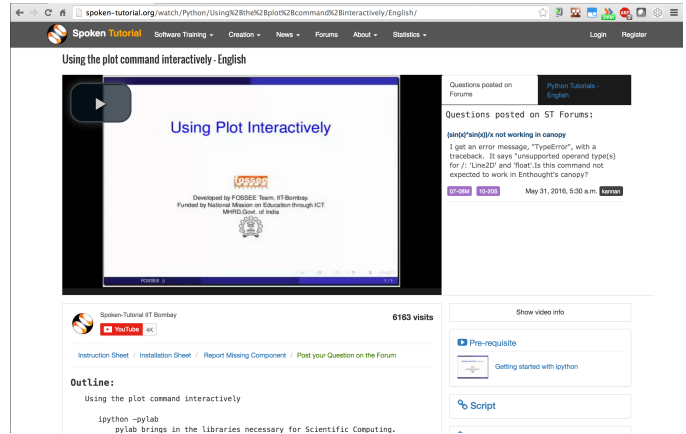 spoken-tutorial.org/watch/Python/Using%2Bthe%2Bplot%2Bcommand%2Binteractively/English/
Spoken Tutorial Software Training Creation News Forums About Statistics Login Register
Using the plot command interactively - English
Using Plot Interactively
FOSSEE
Developed by FOSSEE Team, IIT-Bombay.
Funded by National Mission on Education through ICT
MHRD,Govt. of India
FOSSEE
1 / 1
Questions posted on
Forums
Python Tutorials -
English
Questions posted on ST Forums:
(sin(x)*sin(x))/x not working in canopy
I get an error message, "TypeError", with a
traceback. It says "unsupported operand type(s)
for /: 'Line2D' and 'float'.Is this command not
expected to work in Enthought's canopy?
07-08M 10-20S May 31, 2016, 5:30 a.m. kannan
Spoken-Tutorial IIT Bombay
YouTube 4K
6163 visits
Instruction Sheet / Installation Sheet / Report Missing Component / Post your Question on the Forum
Outline:
Using the plot command interactively
ipython -pylab
pylab brings in the libraries necessary for Scientific Computing.
Show video info
Pre-requisite
Getting started with ipython
Script